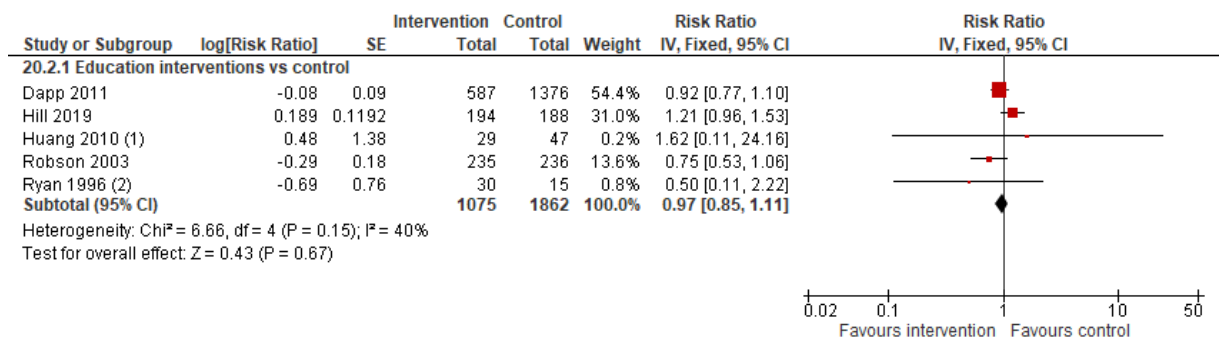 Intervention Control Risk Ratio Risk Ratio
Study or Subgroup log[Risk Ratio] SE Total Total Weight IV, Fixed, 95% CI IV, Fixed, 95% CI
20.2.1 Education interventions vs control
Dapp 2011 -0.08 0.09 587 1376 54.4% 0.92 [0.77, 1.10]
Hill 2019 0.189 0.1192 194 188 31.0% 1.21 [0.96, 1.53]
Huang 2010 (1) 0.48 1.38 29 47 0.2% 1.62 [0.11, 24.16]
Robson 2003 -0.29 0.18 235 236 13.6% 0.75 [0.53, 1.06]
Ryan 1996 (2) -0.69 0.76 30 15 0.8% 0.50 [0.11, 2.22]
Subtotal (95% CI) 1075 1862 100.0% 0.97 [0.85, 1.11]
Heterogeneity: Chi² = 6.66, df = 4 (P = 0.15); I² = 40%
Test for overall effect: Z = 0.43 (P = 0.67)
0.02 0.1 1 10 50
Favours intervention Favours control